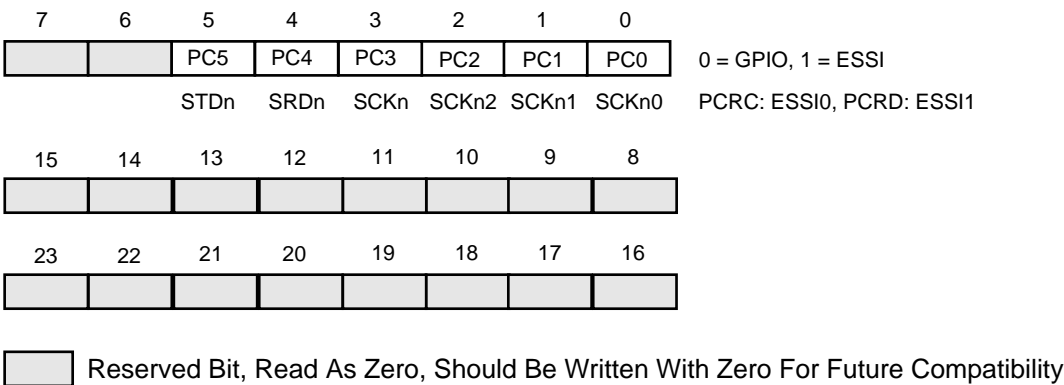 7 6 5 4 3 2 1 0
PC5 PC4 PC3 PC2 PC1 PC0 0 = GPIO, 1 = ESSI
STDn SRDn SCKn SCKn2 SCKn1 SCKn0 PCRC: ESSI0, PCRD: ESSI1
15 14 13 12 11 10 9 8
23 22 21 20 19 18 17 16
Reserved Bit, Read As Zero, Should Be Written With Zero For Future Compatibility